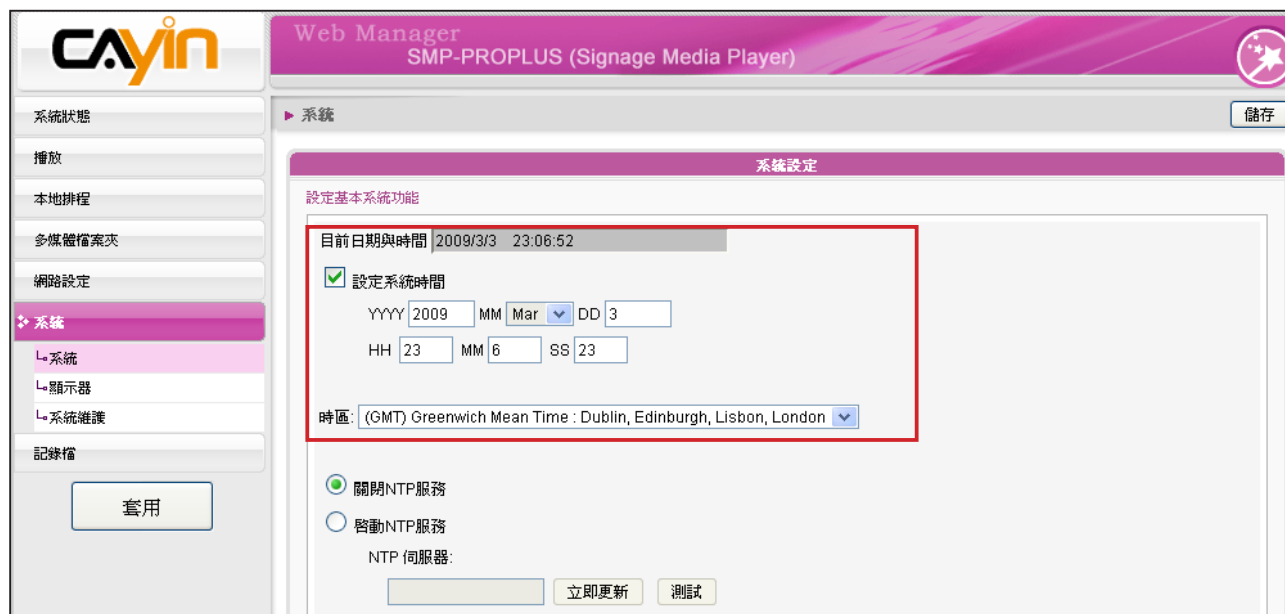 CAYIN
Web Manager
SMP-PROPLUS (Signage Media Player)
系統狀態
播放
本地排程
多媒體檔案夾
網路設定
系統
系統
顯示器
系統維護
記錄檔
套用
系統
儲存
系統設定
設定基本系統功能
目前日期與時間 2009/3/3 23:06:52
設定系統時間
YYYY 2009 MM Mar DD 3
HH 23 MM 6 SS 23
時區: (GMT) Greenwich Mean Time : Dublin, Edinburgh, Lisbon, London
關閉NTP服務
啓動NTP服務
NTP 伺服器:
立即更新 測試